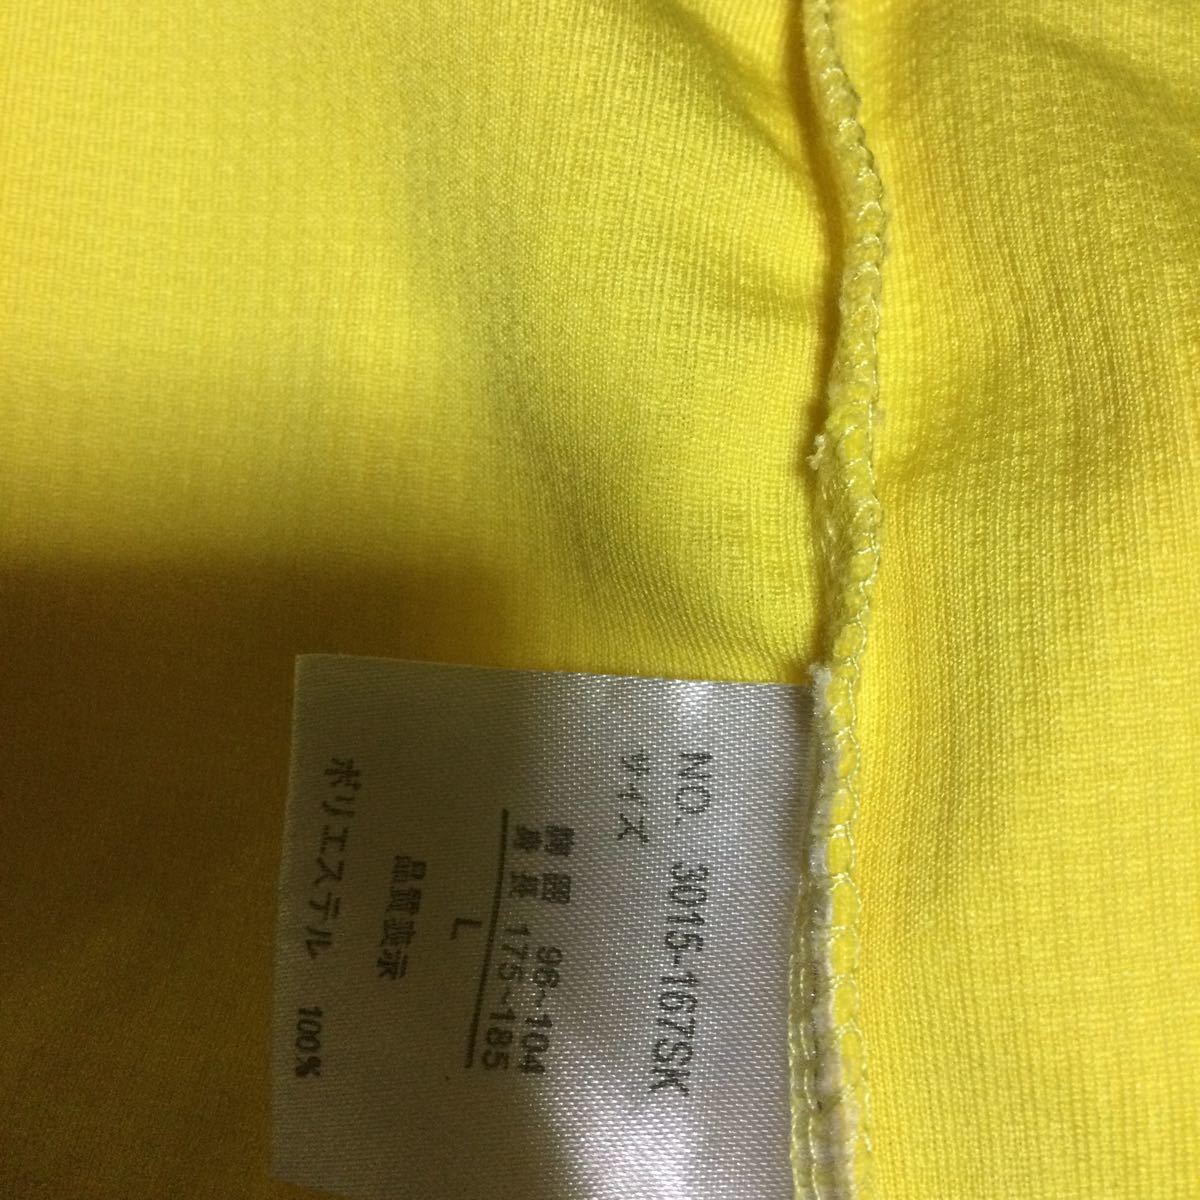 NO. 3015-167SK
サイズ
胸囲 96~104
身長 175~185
L
品質表示
ポリエステル 100%